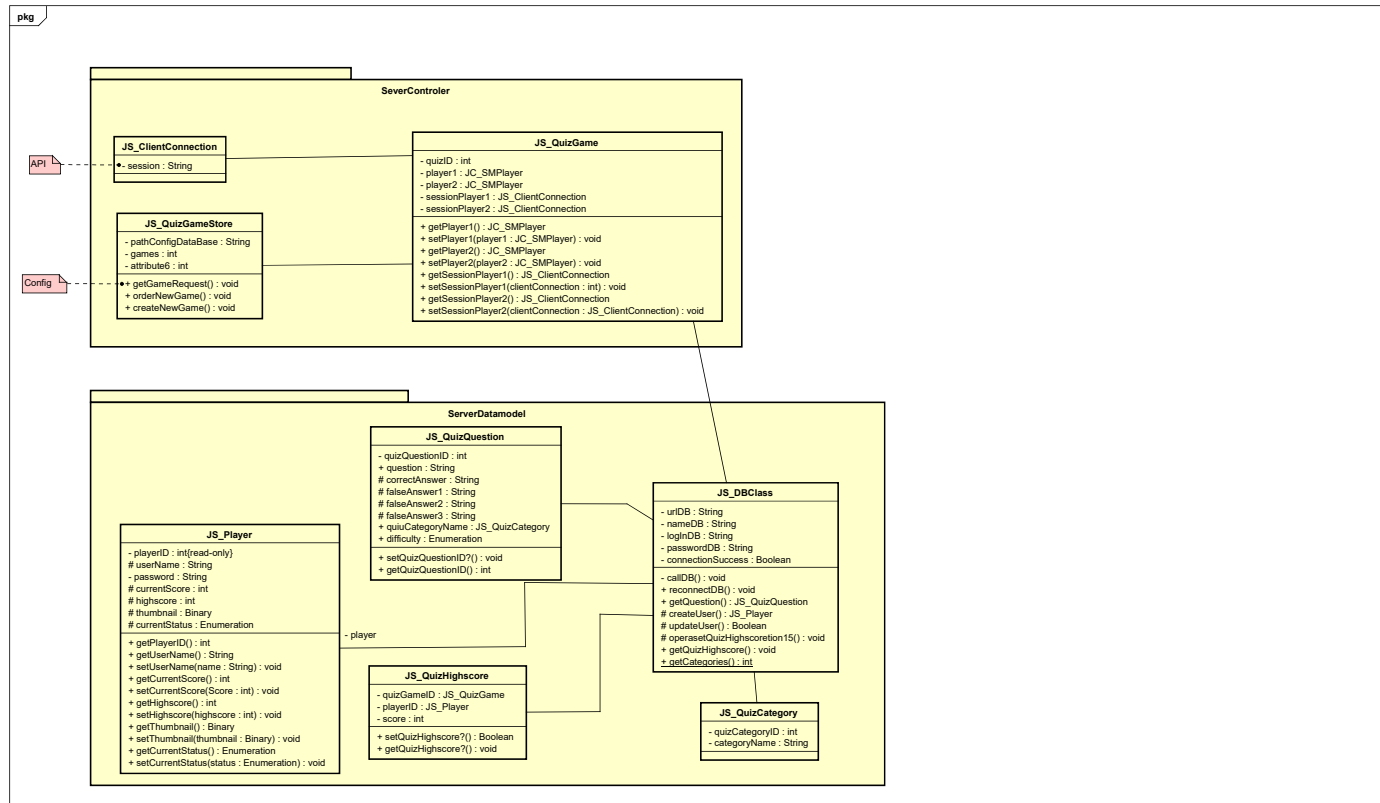 pkg
SeverControler
JS_ClientConnection
- session : String
API
JS_QuizGame
- quizID : int
- player1 : JC_SMPlayer
- player2 : JC_SMPlayer
- sessionPlayer1 : JS_ClientConnection
- sessionPlayer2 : JS_ClientConnection
+ getPlayer1() : JC_SMPlayer
+ setPlayer1(player1 : JC_SMPlayer) : void
+ getPlayer2() : JC_SMPlayer
+ setPlayer2(player2 : JC_SMPlayer) : void
+ getSessionPlayer1() : JS_ClientConnection
+ setSessionPlayer1(clientConnection : int) : void
+ getSessionPlayer2() : JS_ClientConnection
+ setSessionPlayer2(clientConnection : JS_ClientConnection) : void
JS_QuizGameStore
- pathConfigDataBase : String
- games : int
- attribute6 : int
+ getGameRequest() : void
+ orderNewGame() : void
+ createNewGame() : void
Config
ServerDatamodel
JS_QuizQuestion
- quizQuestionID : int
+ question : String
# correctAnswer : String
# falseAnswer1 : String
# falseAnswer2 : String
# falseAnswer3 : String
+ quiuCategoryName : JS_QuizCategory
+ difficulty : Enumeration
+ setQuizQuestionID?() : void
+ getQuizQuestionID() : int
JS_DBClass
- urlDB : String
- nameDB : String
- logInDB : String
- passwordDB : String
- connectionSuccess : Boolean
- callDB() : void
+ reconnectDB() : void
+ getQuestion() : JS_QuizQuestion
# createUser() : JS_Player
# updateUser() : Boolean
# operasetQuizHighscoretion15() : void
+ getQuizHighscore() : void
+ getCategories() : int
JS_Player
- playerID : int{read-only}
# userName : String
- password : String
# currentScore : int
# highscore : int
# thumbnail : Binary
# currentStatus : Enumeration
+ getPlayerID() : int
+ getUserName() : String
+ setUserName(name : String) : void
+ getCurrentScore() : int
+ setCurrentScore(Score : int) : void
+ getHighscore() : int
+ setHighscore(highscore : int) : void
+ getThumbnail() : Binary
+ setThumbnail(thumbnail : Binary) : void
+ getCurrentStatus() : Enumeration
+ setCurrentStatus(status : Enumeration) : void
- player
JS_QuizHighscore
- quizGameID : JS_QuizGame
- playerID : JS_Player
- score : int
+ setQuizHighscore?() : Boolean
+ getQuizHighscore?() : void
JS_QuizCategory
- quizCategoryID : int
- categoryName : String